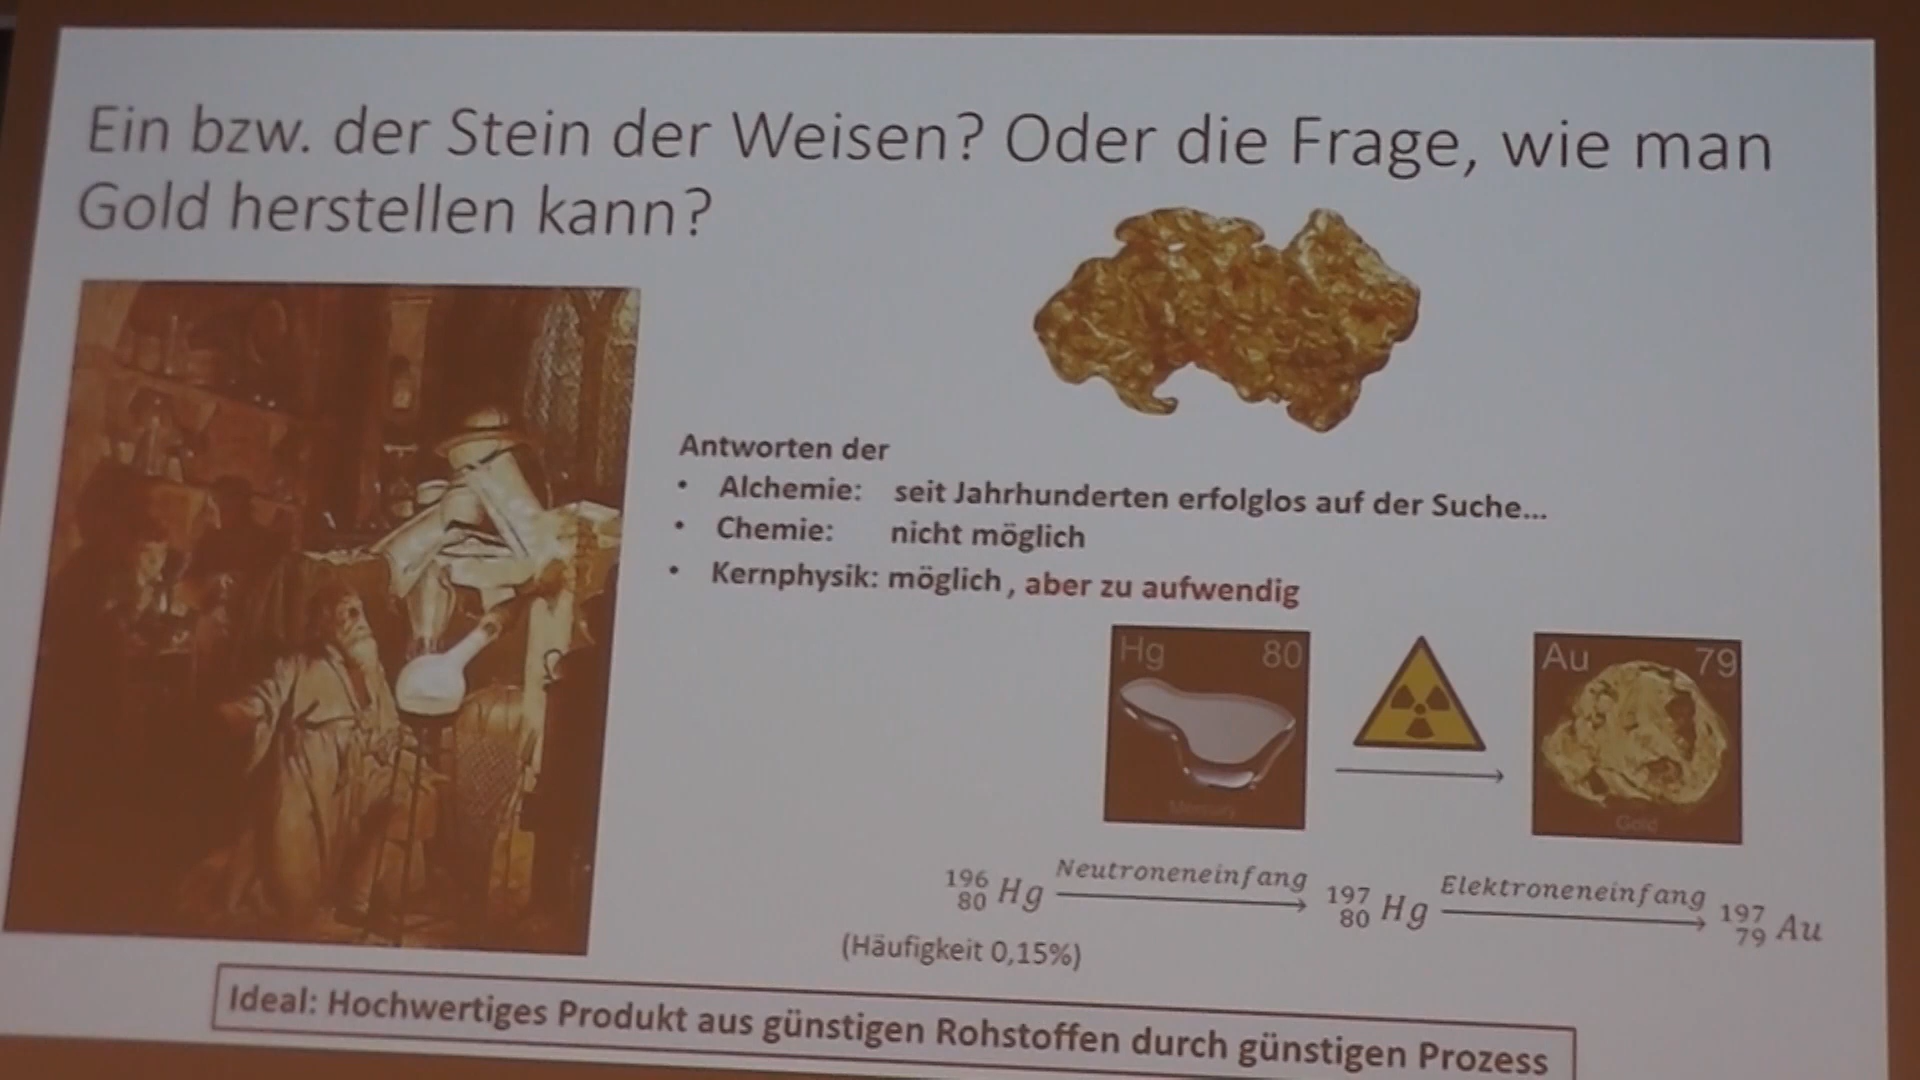 Ein bzw. der Stein der Weisen? Oder die Frage, wie man
Gold herstellen kann?
Antworten der
• Alchemie: seit Jahrhunderten erfolglos auf der Suche...
• Chemie: nicht möglich
• Kernphysik: möglich, aber zu aufwendig
Hg 80
Au 79
Mercury
Gold
196 80 Hg Neutroneneinfang 197 80 Hg Elektroneneinfang 197 79 Au
(Häufigkeit 0,15%)
Ideal: Hochwertiges Produkt aus günstigen Rohstoffen durch günstigen Prozess